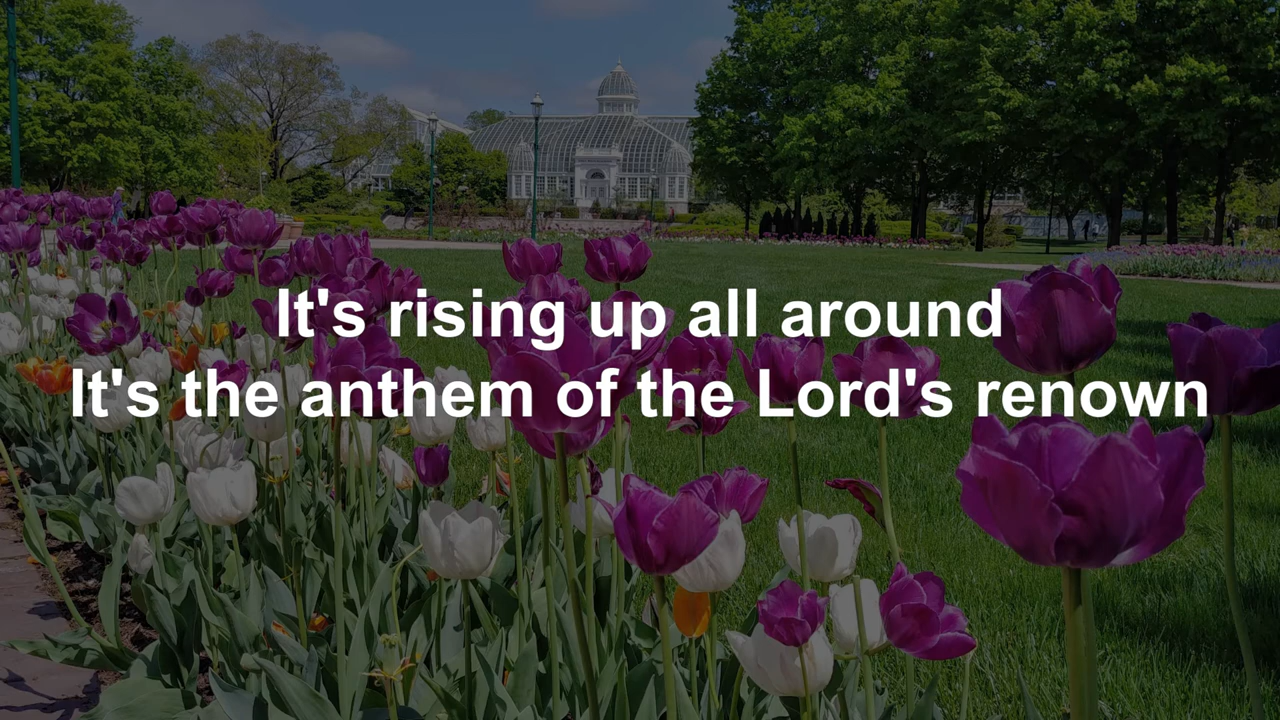 It's rising up all around
It's the anthem of the Lord's renown